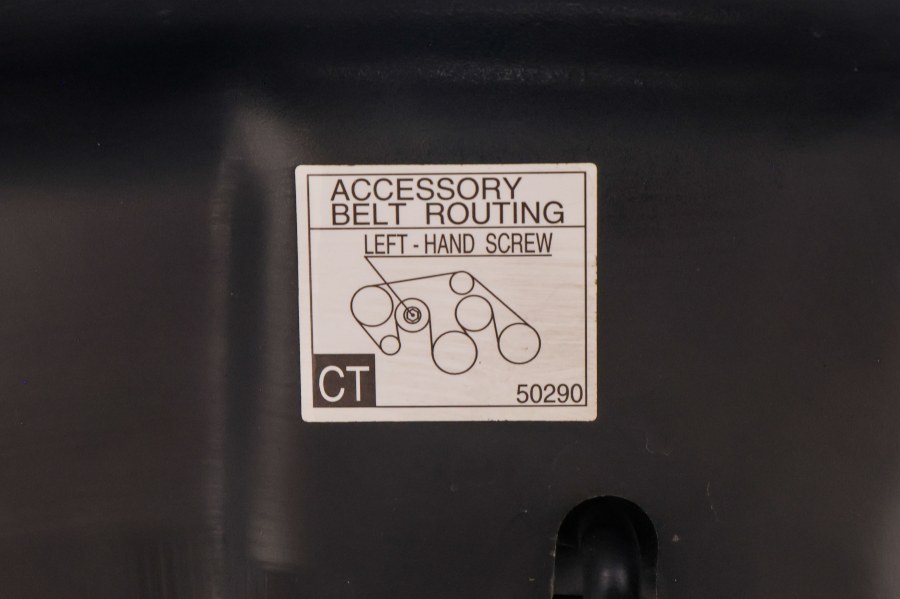 ACCESSORY
BELT ROUTING
LEFT - HAND SCREW
CT
50290